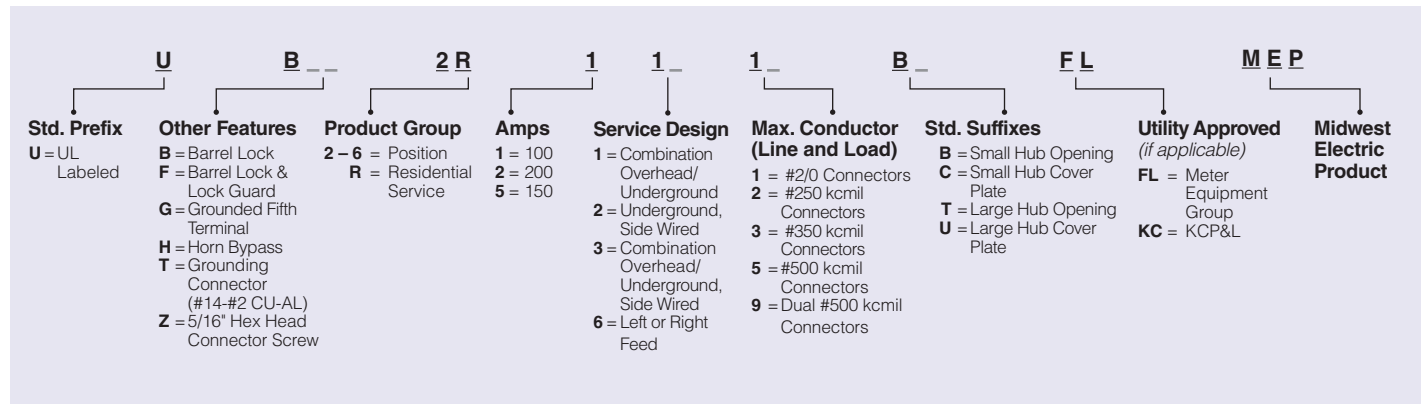 U B _ _ 2 R 1 1 _ 1 _ B _ F L M E P
Std. Prefix
U = UL
Labeled
Other Features
B = Barrel Lock
F = Barrel Lock &
Lock Guard
G = Grounded Fifth
Terminal
H = Horn Bypass
T = Grounding
Connector
(#14-#2 CU-AL)
Z = 5/16" Hex Head
Connector Screw
Product Group
2 – 6 = Position
R = Residential
Service
Amps
1 = 100
2 = 200
5 = 150
Service Design
1 = Combination
Overhead/
Underground
2 = Underground,
Side Wired
3 = Combination
Overhead/
Underground,
Side Wired
6 = Left or Right
Feed
Max. Conductor
(Line and Load)
1 = #2/0 Connectors
2 = #250 kcmil
Connectors
3 = #350 kcmil
Connectors
5 = #500 kcmil
Connectors
9 = Dual #500 kcmil
Connectors
Std. Suffixes
B = Small Hub Opening
C = Small Hub Cover
Plate
T = Large Hub Opening
U = Large Hub Cover
Plate
Utility Approved
(if applicable)
FL = Meter
Equipment
Group
KC = KCP&L
Midwest
Electric
Product